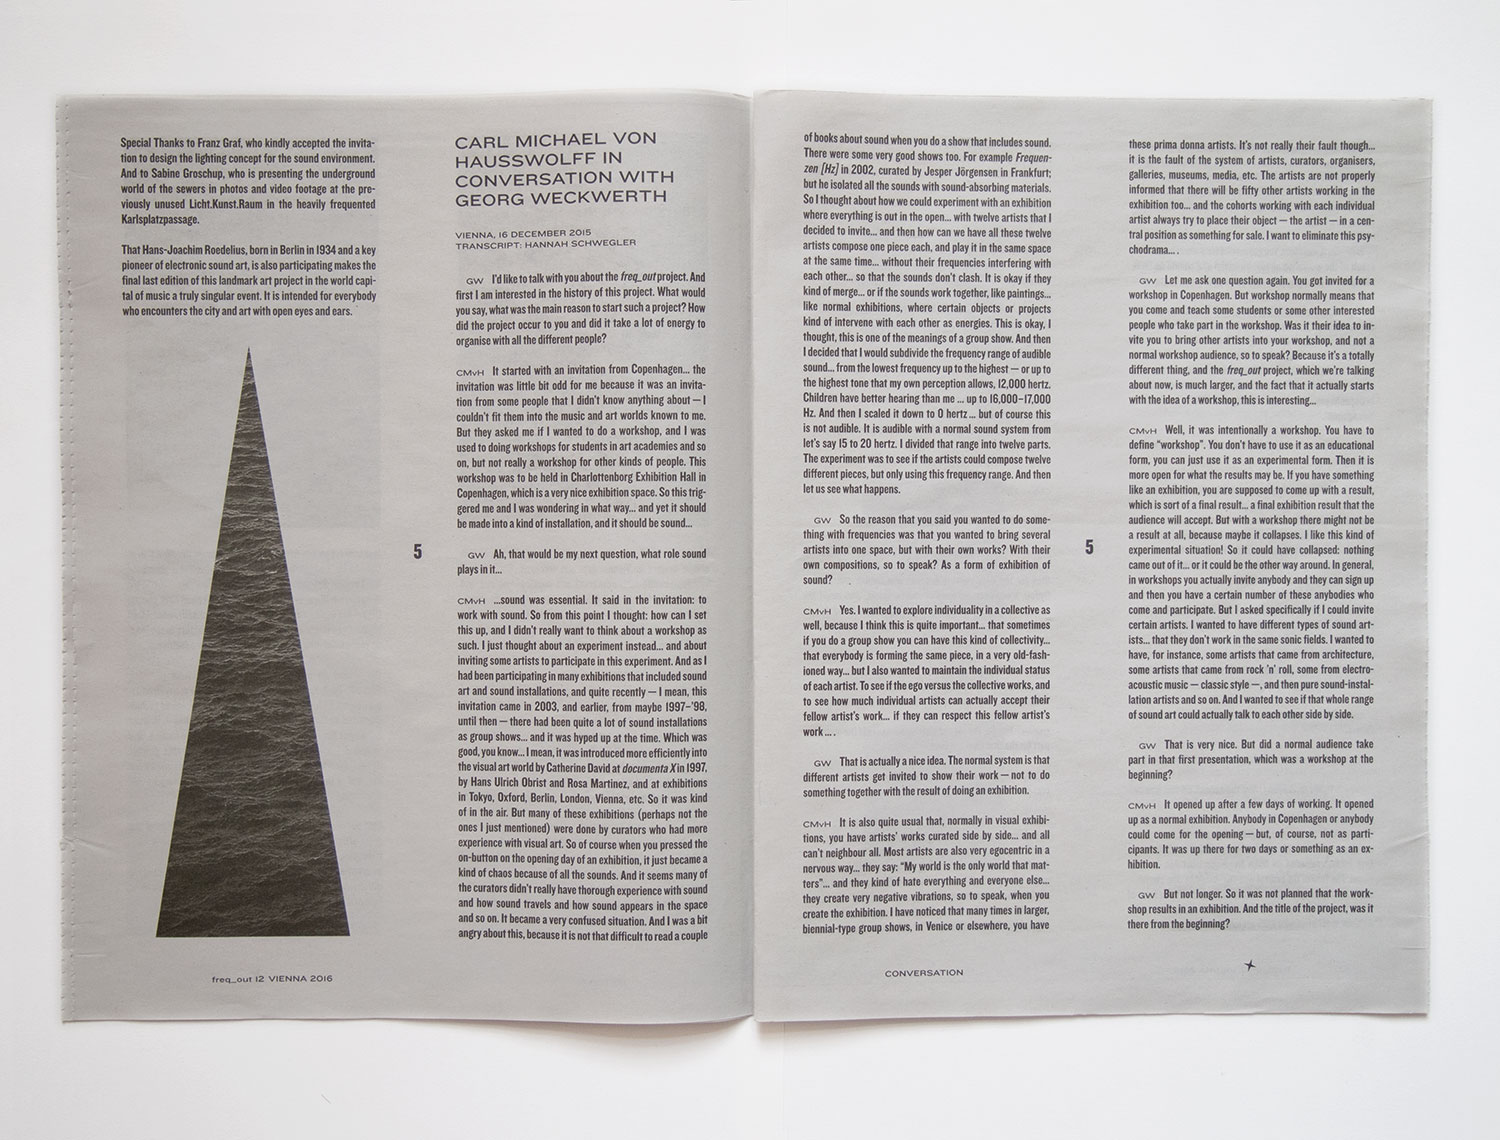 Special Thanks to Franz Graf, who kindly accepted the invita-
tion to design the lighting concept for the sound environment.
And to Sabine Groschup, who is presenting the underground
world of the sewers in photos and video footage at the pre-
viously unused Licht.Kunst.Raum in the heavily frequented
Karlsplatzpassage.
That Hans-Joachim Roedelius, born in Berlin in 1934 and a key
pioneer of electronic sound art, is also participating makes the
final last edition of this landmark art project in the world capi-
tal of music a truly singular event. It is intended for everybody
who encounters the city and art with open eyes and ears.
freq_out 12 VIENNA 2016
5
CARL MICHAEL VON
HAUSSWOLFF IN
CONVERSATION WITH
GEORG WECKWERTH
VIENNA, 16 DECEMBER 2015
TRANSCRIPT: HANNAH SCHWEGLER
GW I'd like to talk with you about the freq_out project. And
first I am interested in the history of this project. What would
you say, what was the main reason to start such a project? How
did the project occur to you and did it take a lot of energy to
organise with all the different people?
CMvH It started with an invitation from Copenhagen... the
invitation was little bit odd for me because it was an invita-
tion from some people that I didn't know anything about — I
couldn't fit them into the music and art worlds known to me.
But they asked me if I wanted to do a workshop, and I was
used to doing workshops for students in art academies and so
on, but not really a workshop for other kinds of people. This
workshop was to be held in Charlottenborg Exhibition Hall in
Copenhagen, which is a very nice exhibition space. So this trig-
gered me and I was wondering in what way... and yet it should
be made into a kind of installation, and it should be sound...
GW Ah, that would be my next question, what role sound
plays in it...
CMvH ...sound was essential. It said in the invitation: to
work with sound. So from this point I thought: how can I set
this up, and I didn't really want to think about a workshop as
such. I just thought about an experiment instead... and about
inviting some artists to participate in this experiment. And as I
had been participating in many exhibitions that included sound
art and sound installations, and quite recently — I mean, this
invitation came in 2003, and earlier, from maybe 1997–'98,
until then — there had been quite a lot of sound installations
as group shows... and it was hyped up at the time. Which was
good, you know... I mean, it was introduced more efficiently into
the visual art world by Catherine David at documenta X in 1997,
by Hans Ulrich Obrist and Rosa Martinez, and at exhibitions
in Tokyo, Oxford, Berlin, London, Vienna, etc. So it was kind
of in the air. But many of these exhibitions (perhaps not the
ones I just mentioned) were done by curators who had more
experience with visual art. So of course when you pressed the
on-button on the opening day of an exhibition, it just became a
kind of chaos because of all the sounds. And it seems many of
the curators didn't really have thorough experience with sound
and how sound travels and how sound appears in the space
and so on. It became a very confused situation. And I was a bit
angry about this, because it is not that difficult to read a couple
of books about sound when you do a show that includes sound.
There were some very good shows too. For example Frequen-
zen [Hz] in 2002, curated by Jesper Jörgensen in Frankfurt;
but he isolated all the sounds with sound-absorbing materials.
So I thought about how we could experiment with an exhibition
where everything is out in the open... with twelve artists that I
decided to invite... and then how can we have all these twelve
artists compose one piece each, and play it in the same space
at the same time... without their frequencies interfering with
each other... so that the sounds don't clash. It is okay if they
kind of merge... or if the sounds work together, like paintings...
like normal exhibitions, where certain objects or projects
kind of intervene with each other as energies. This is okay, I
thought, this is one of the meanings of a group show. And then
I decided that I would subdivide the frequency range of audible
sound... from the lowest frequency up to the highest — or up to
the highest tone that my own perception allows, 12,000 hertz.
Children have better hearing than me ... up to 16,000–17,000
Hz. And then I scaled it down to 0 hertz ... but of course this
is not audible. It is audible with a normal sound system from
let's say 15 to 20 hertz. I divided that range into twelve parts.
The experiment was to see if the artists could compose twelve
different pieces, but only using this frequency range. And then
let us see what happens.
GW So the reason that you said you wanted to do some-
thing with frequencies was that you wanted to bring several
artists into one space, but with their own works? With their
own compositions, so to speak? As a form of exhibition of
sound?
CMvH Yes. I wanted to explore individuality in a collective as
well, because I think this is quite important... that sometimes
if you do a group show you can have this kind of collectivity...
that everybody is forming the same piece, in a very old-fash-
ioned way... but I also wanted to maintain the individual status
of each artist. To see if the ego versus the collective works, and
to see how much individual artists can actually accept their
fellow artist's work... if they can respect this fellow artist's
work ... .
GW That is actually a nice idea. The normal system is that
different artists get invited to show their work — not to do
something together with the result of doing an exhibition.
CMvH It is also quite usual that, normally in visual exhibi-
tions, you have artists' works curated side by side... and all
can't neighbour all. Most artists are also very egocentric in a
nervous way... they say: "My world is the only world that mat-
ters"... and they kind of hate everything and everyone else...
they create very negative vibrations, so to speak, when you
create the exhibition. I have noticed that many times in larger,
biennial-type group shows, in Venice or elsewhere, you have
CONVERSATION
5
these prima donna artists. It's not really their fault though...
it is the fault of the system of artists, curators, organisers,
galleries, museums, media, etc. The artists are not properly
informed that there will be fifty other artists working in the
exhibition too... and the cohorts working with each individual
artist always try to place their object — the artist — in a cen-
tral position as something for sale. I want to eliminate this psy-
chodrama... .
GW Let me ask one question again. You got invited for a
workshop in Copenhagen. But workshop normally means that
you come and teach some students or some other interested
people who take part in the workshop. Was it their idea to in-
vite you to bring other artists into your workshop, and not a
normal workshop audience, so to speak? Because it's a totally
different thing, and the freq_out project, which we're talking
about now, is much larger, and the fact that it actually starts
with the idea of a workshop, this is interesting...
CMvH Well, it was intentionally a workshop. You have to
define "workshop". You don't have to use it as an educational
form, you can just use it as an experimental form. Then it is
more open for what the results may be. If you have something
like an exhibition, you are supposed to come up with a result,
which is sort of a final result... a final exhibition result that the
audience will accept. But with a workshop there might not be
a result at all, because maybe it collapses. I like this kind of
experimental situation! So it could have collapsed: nothing
came out of it... or it could be the other way around. In general,
in workshops you actually invite anybody and they can sign up
and then you have a certain number of these anybodies who
come and participate. But I asked specifically if I could invite
certain artists. I wanted to have different types of sound art-
ists... that they don't work in the same sonic fields. I wanted to
have, for instance, some artists that came from architecture,
some artists that came from rock 'n' roll, some from electro-
acoustic music — classic style —, and then pure sound-instal-
lation artists and so on. And I wanted to see if that whole range
of sound art could actually talk to each other side by side.
GW That is very nice. But did a normal audience take
part in that first presentation, which was a workshop at the
beginning?
CMvH It opened up after a few days of working. It opened
up as a normal exhibition. Anybody in Copenhagen or anybody
could come for the opening — but, of course, not as parti-
cipants. It was up there for two days or something as an ex-
hibition.
GW But not longer. So it was not planned that the work-
shop results in an exhibition. And the title of the project, was it
there from the beginning?